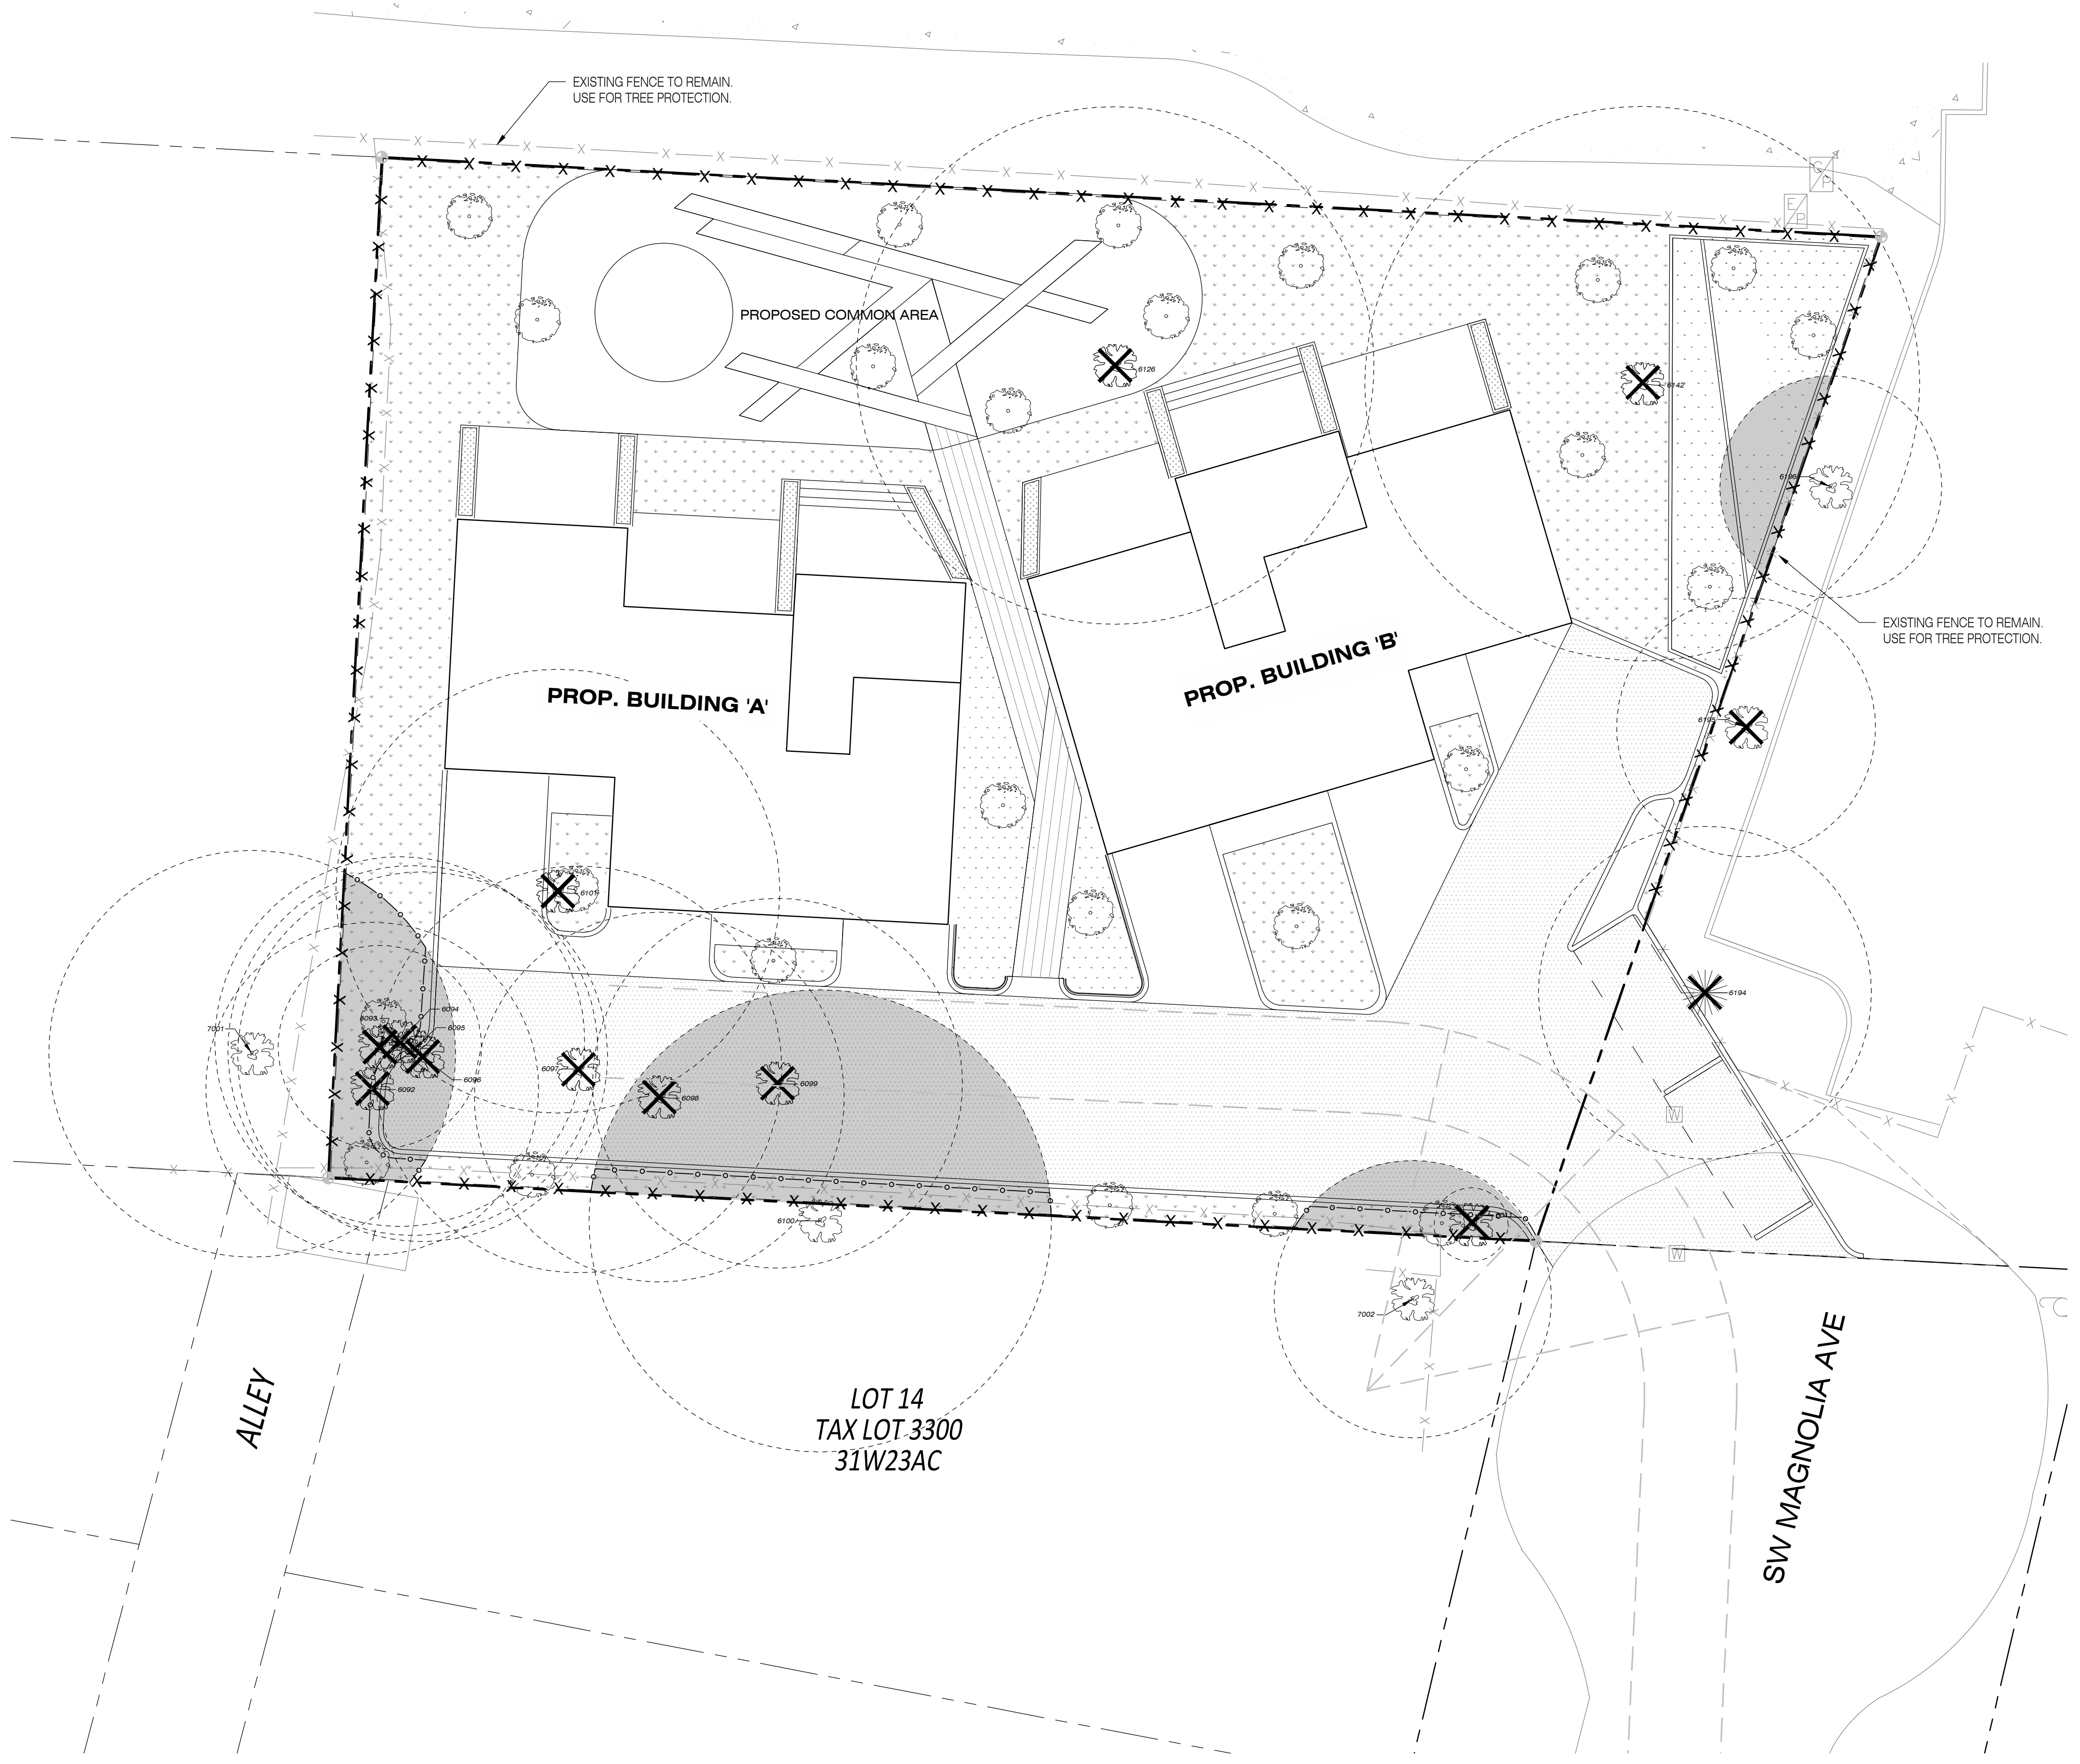 EXISTING FENCE TO REMAIN.
USE FOR TREE PROTECTION.
G
P
E
P
PROPOSED COMMON AREA
6126
6142
6196
EXISTING FENCE TO REMAIN.
USE FOR TREE PROTECTION.
PROP. BUILDING 'B'
PROP. BUILDING 'A'
6195
6101
6194
7001
6093
6094
6095
6097
6096
6092
6099
6098
W
6100
W
7002
ALLEY
LOT 14
TAX LOT 3300
31W23AC
SW MAGNOLIA AVE